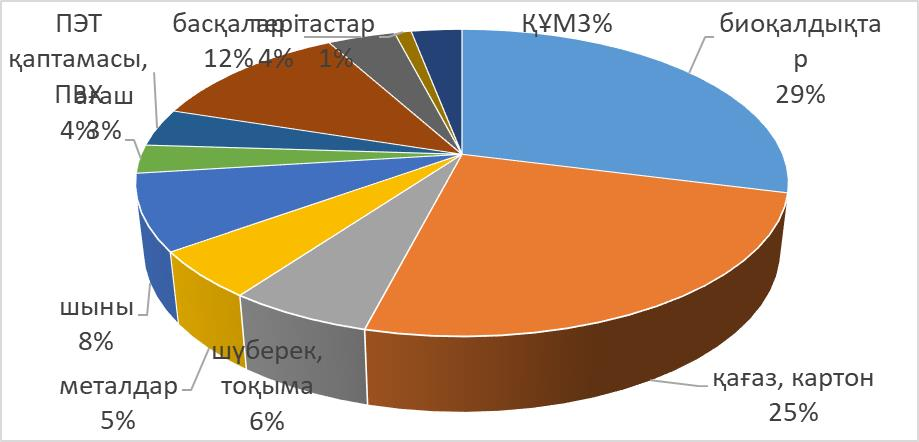 биоқалдықта
р
29%
қағаз, картон
25%
шүберек,
тоқыма
6%
металдар
5%
шыны
8%
ағаш
3%
ПЭТ
қаптамасы,
ПВХ
4%
басқалар
12%
тері
4%
тастар
1%
ҚҰМ3%